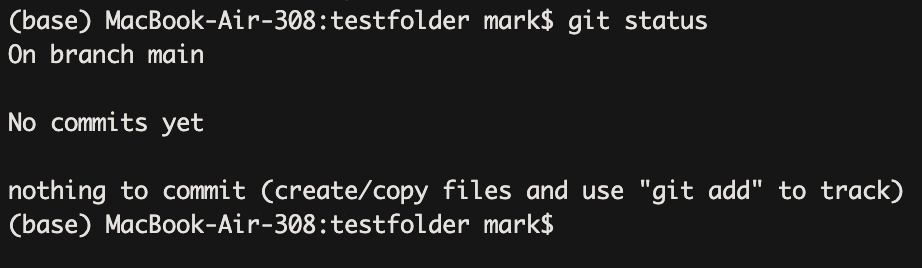 (base) MacBook-Air-308:testfolder mark$ git status
On branch main
No commits yet
nothing to commit (create/copy files and use "git add" to track)
(base) MacBook-Air-308:testfolder mark$